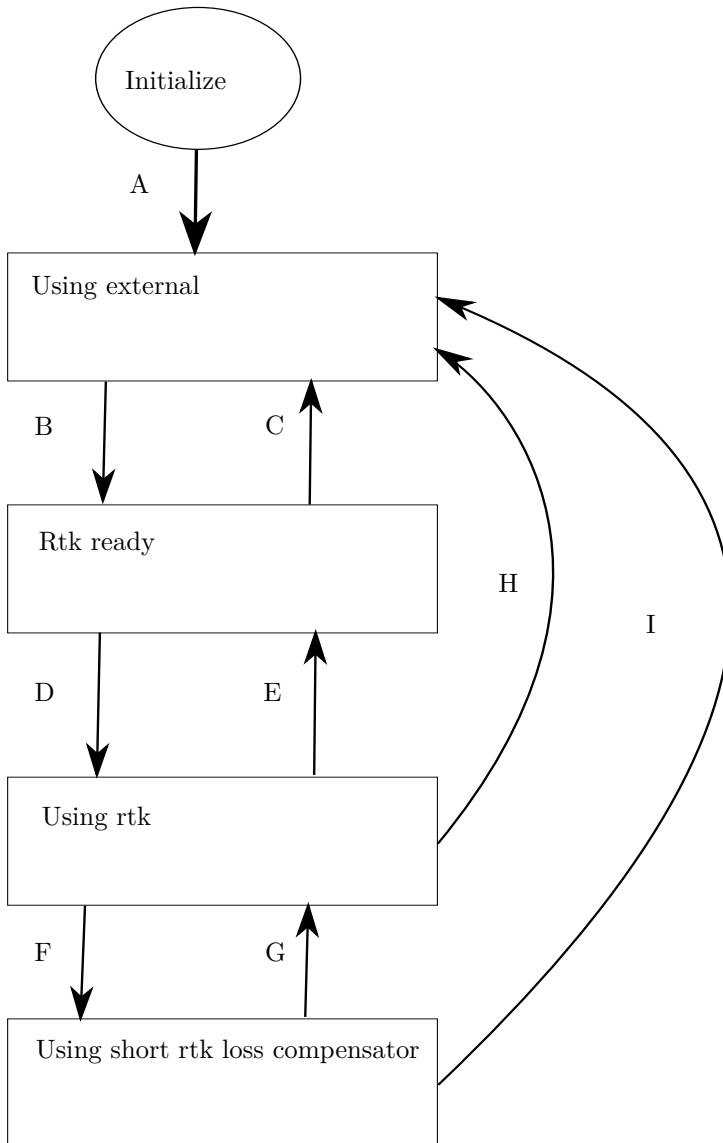 Initialize
A
Using external
B
C
Rtk ready
H
I
D
E
Using rtk
F
G
Using short rtk loss compensator